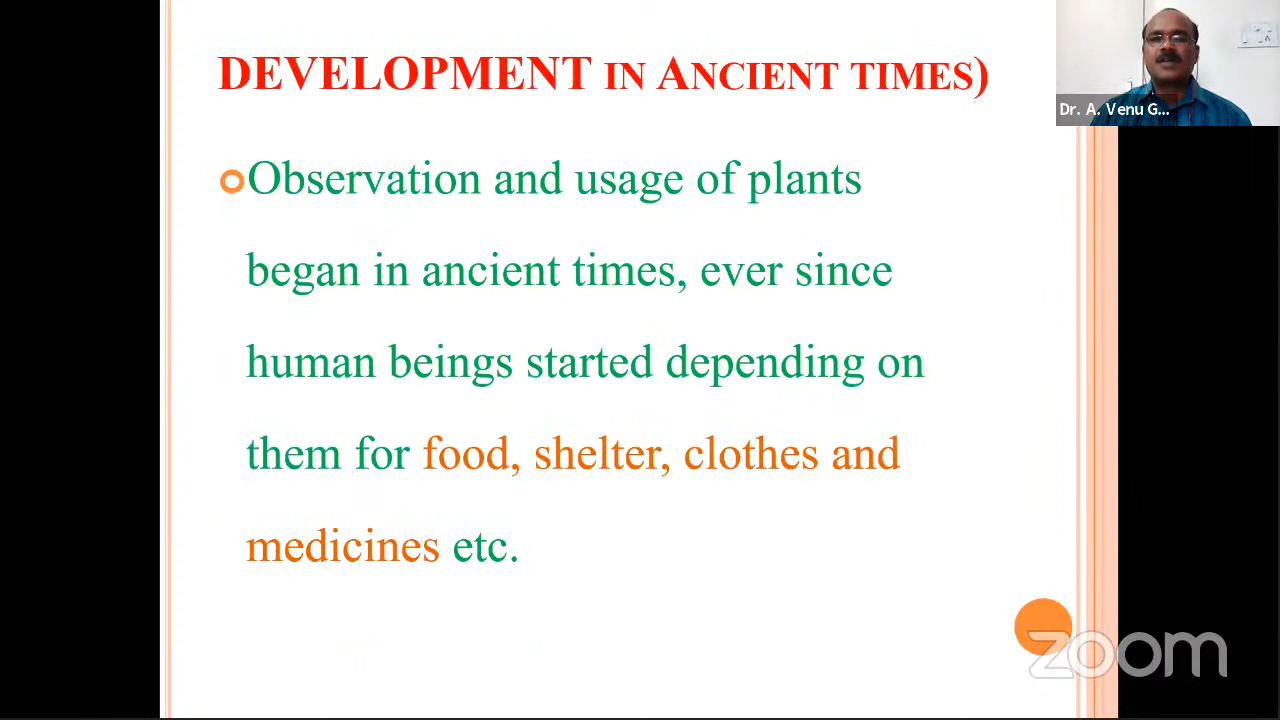 DEVELOPMENT IN ANCIENT TIMES)
Dr. A. Venu G...
Observation and usage of plants
began in ancient times, ever since
human beings started depending on
them for food, shelter, clothes and
medicines etc.
zoom